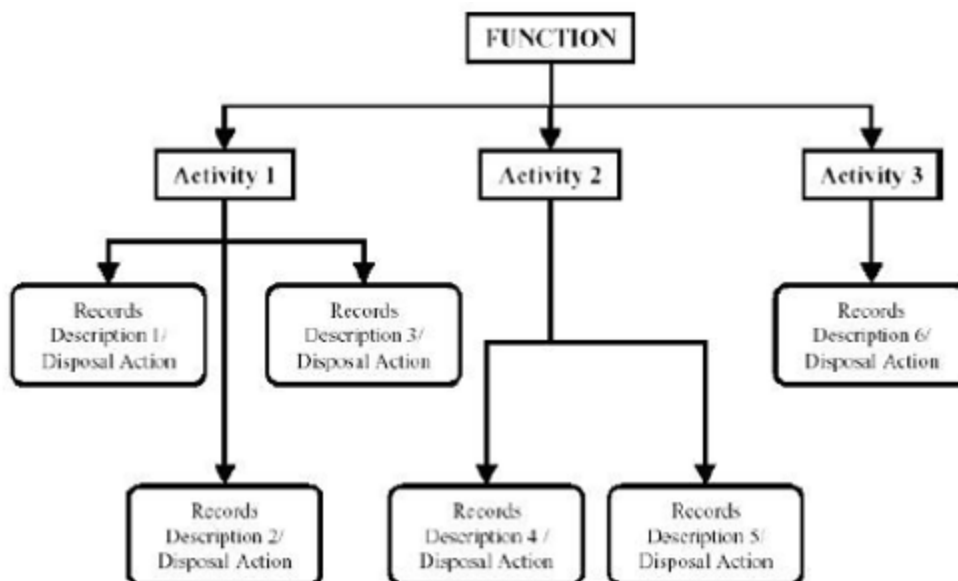 FUNCTION
Activity 1
Activity 2
Activity 3
Records
Description 1/
Disposal Action
Records
Description 3/
Disposal Action
Records
Description 6/
Disposal Action
Records
Description 2/
Disposal Action
Records
Description 4 /
Disposal Action
Records
Description 5/
Disposal Action